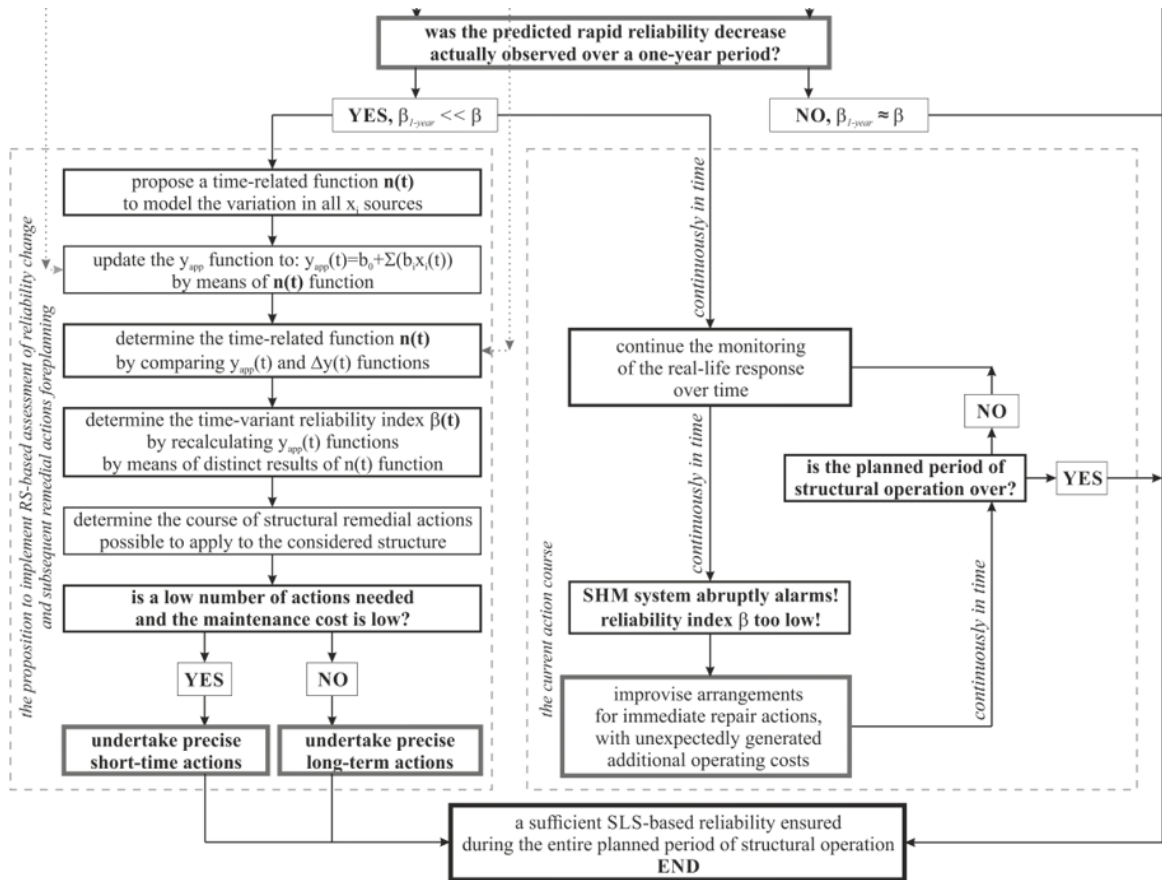 was the predicted rapid reliability decrease
actually observed over a one-year period?
YES, β1-year << β
NO, β1-year ≈ β
the proposition to implement RS-based assessment of reliability change
and subsequent remedial actions foreplanning
propose a time-related function n(t)
to model the variation in all xi sources
update the yapp function to: yapp(t)=b0+Σ(bixi(t))
by means of n(t) function
determine the time-related function n(t)
by comparing yapp(t) and Δy(t) functions
determine the time-variant reliability index β(t)
by recalculating yapp(t) functions
by means of distinct results of n(t) function
determine the course of structural remedial actions
possible to apply to the considered structure
is a low number of actions needed
and the maintenance cost is low?
YES
NO
undertake precise
short-time actions
undertake precise
long-term actions
the current action course
continuously in time
continue the monitoring
of the real-life response
over time
continuously in time
SHM system abruptly alarms!
reliability index β too low!
improvise arrangements
for immediate repair actions,
with unexpectedly generated
additional operating costs
continuously in time
is the planned period of
structural operation over?
NO
YES
a sufficient SLS-based reliability ensured
during the entire planned period of structural operation
END